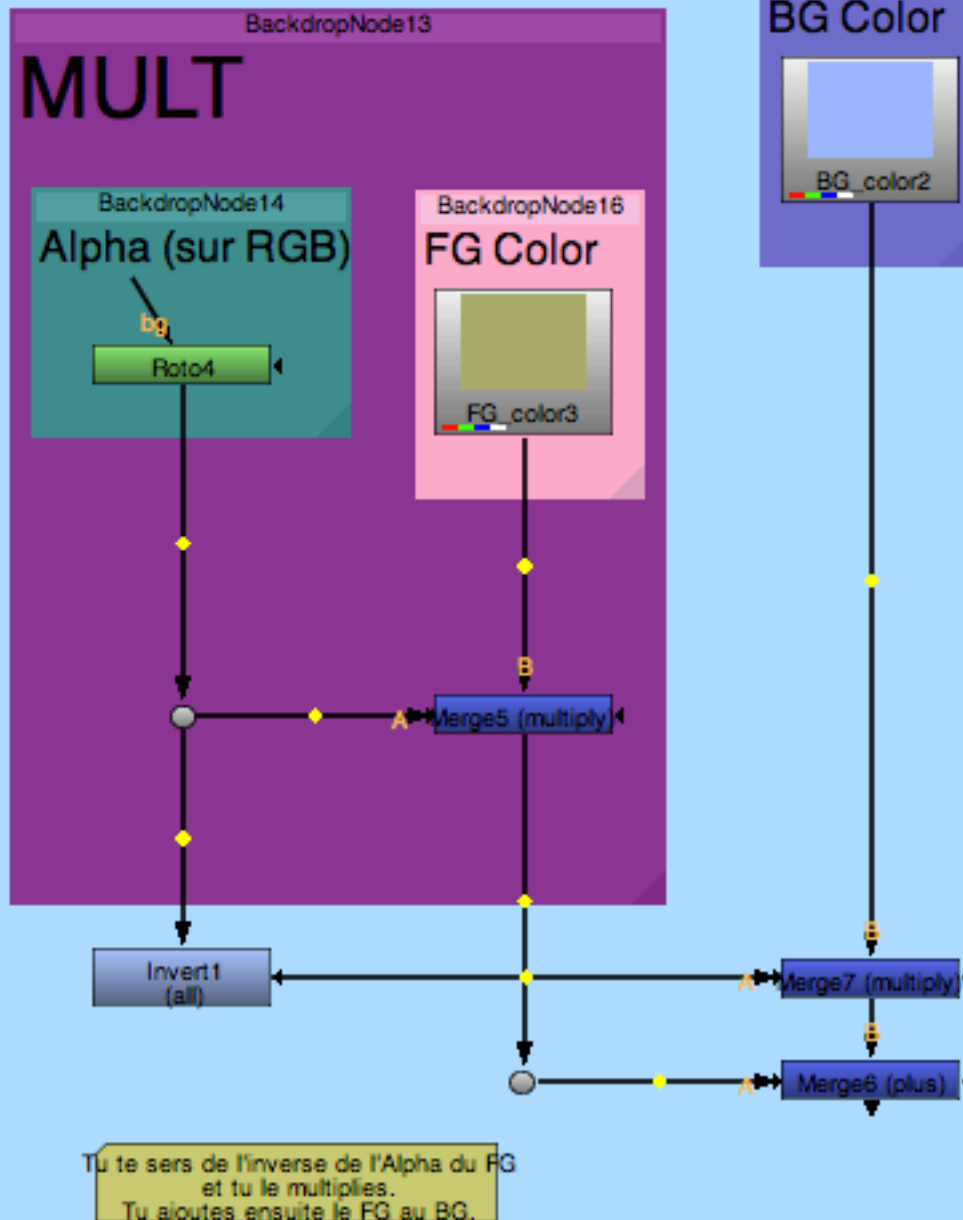 BackdropNode13
MULT
BG Color
BG_color2
BackdropNode14
Alpha (sur RGB)
bg
Roto4
BackdropNode16
FG Color
FG_color3
B
A
Merge5 (multiply)
B
Invert1
(all)
A
Merge7 (multiply)
B
A
Merge6 (plus)
Tu te sers de l'inverse de l'Alpha du FG
et tu le multiplies.
Tu ajoutes ensuite le FG au BG.